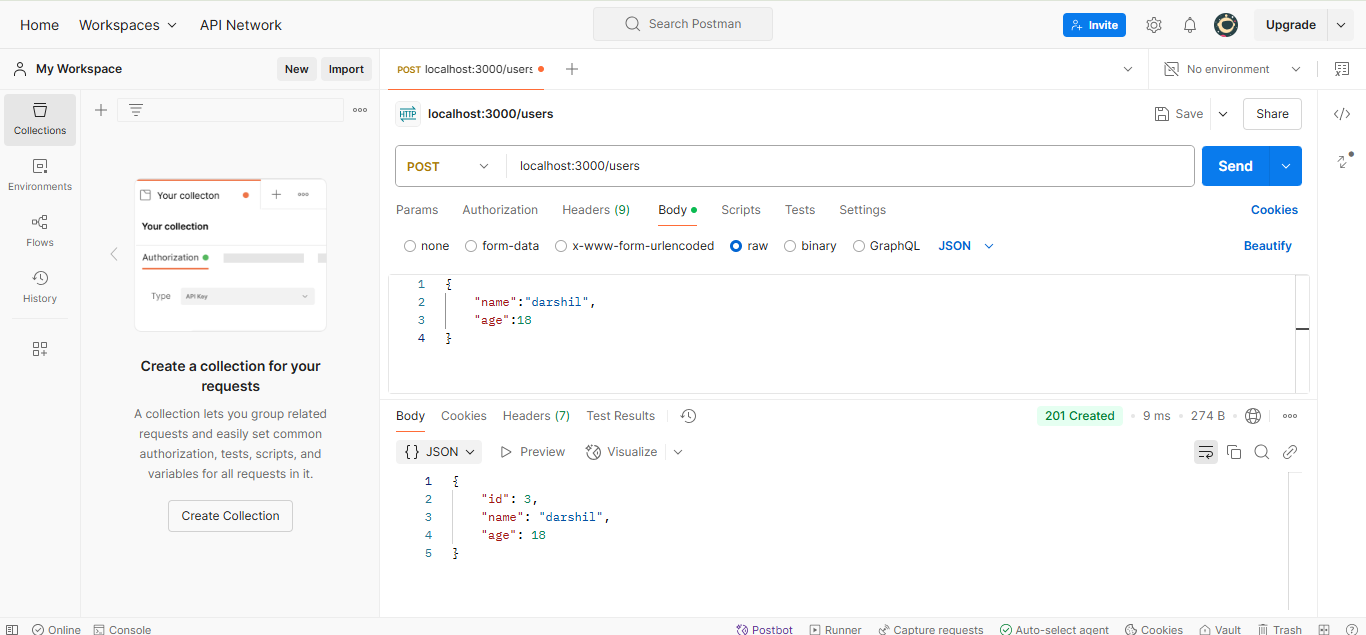 Home Workspaces API Network Search Postman Invite Upgrade
My Workspace New Import POST localhost:3000/users No environment
Collections
Environments
Flows
History
Your collecton
Your collection
Authorization
Type API Key
Create a collection for your
requests
A collection lets you group related
requests and easily set common
authorization, tests, scripts, and
variables for all requests in it.
Create Collection
HTTP localhost:3000/users Save Share
POST localhost:3000/users Send
Params Authorization Headers (9) Body Scripts Tests Settings Cookies
none form-data x-www-form-urlencoded raw binary GraphQL JSON Beautify
1 {
2 "name":"darshil",
3 "age":18
4 }
Body Cookies Headers (7) Test Results 201 Created 9 ms 274 B
{} JSON Preview Visualize
1 {
2 "id": 3,
3 "name": "darshil",
4 "age": 18
5 }
Online Console Postbot Runner Capture requests Auto-select agent Cookies Vault Trash